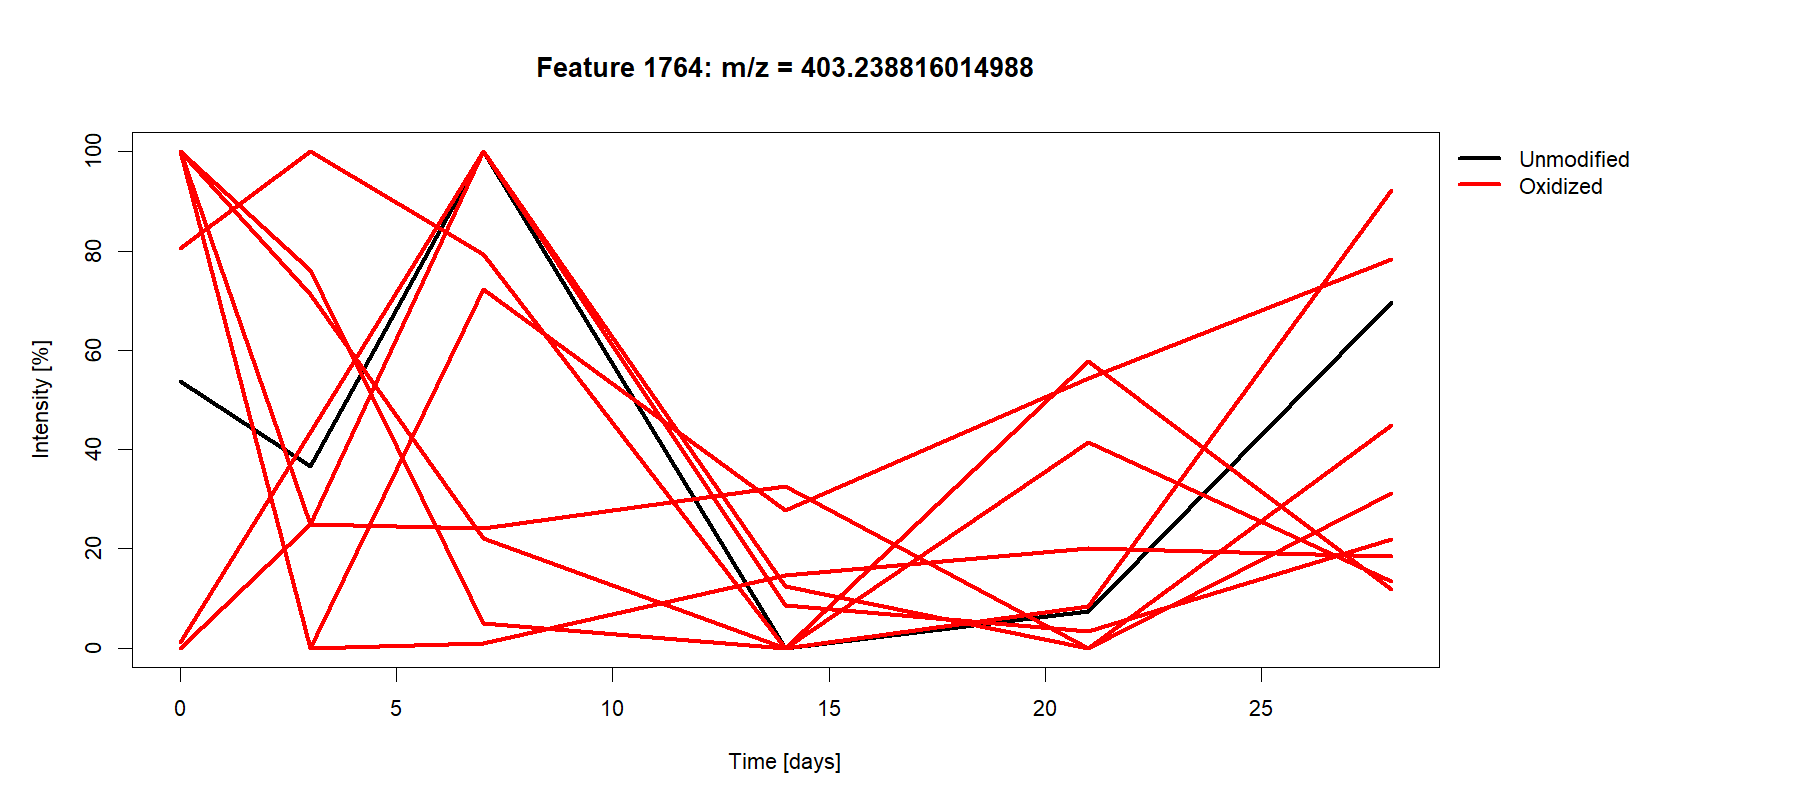 Feature 1764: m/z = 403.238816014988
Unmodified
Oxidized
Intensity [%]
100
80
60
40
20
0
0 5 10 15 20 25
Time [days]